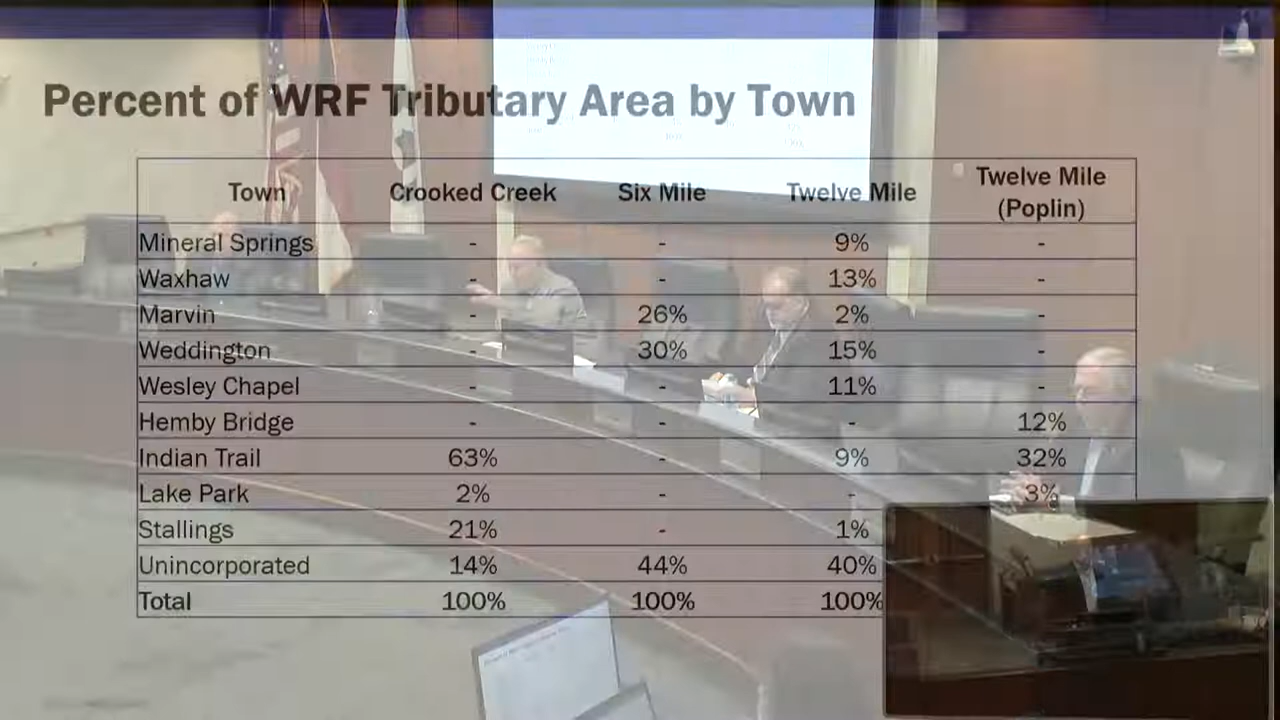 Percent of WRF Tributary Area by Town
Town Crooked Creek Six Mile Twelve Mile Twelve Mile (Poplin)
Mineral Springs - - 9% -
Waxhaw - - 13% -
Marvin - 26% 2% -
Weddington - 30% 15% -
Wesley Chapel - - 11% -
Hemby Bridge - - - 12%
Indian Trail 63% - 9% 32%
Lake Park 2% - - 3%
Stallings 21% - 1%
Unincorporated 14% 44% 40%
Total 100% 100% 100%